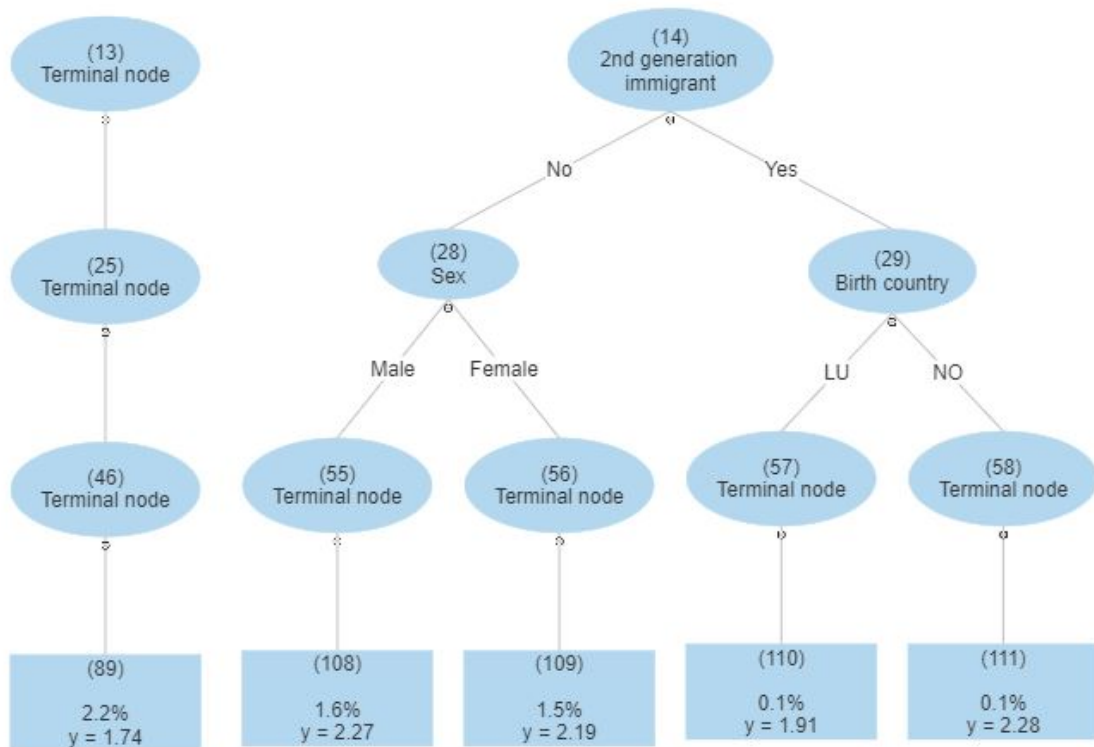 (13)
Terminal node
(14)
2nd generation
immigrant
No
Yes
(25)
Terminal node
(28)
Sex
(29)
Birth country
Male
Female
LU
NO
(46)
Terminal node
(55)
Terminal node
(56)
Terminal node
(57)
Terminal node
(58)
Terminal node
(89)
2.2%
y = 1.74
(108)
1.6%
y = 2.27
(109)
1.5%
y = 2.19
(110)
0.1%
y = 1.91
(111)
0.1%
y = 2.28